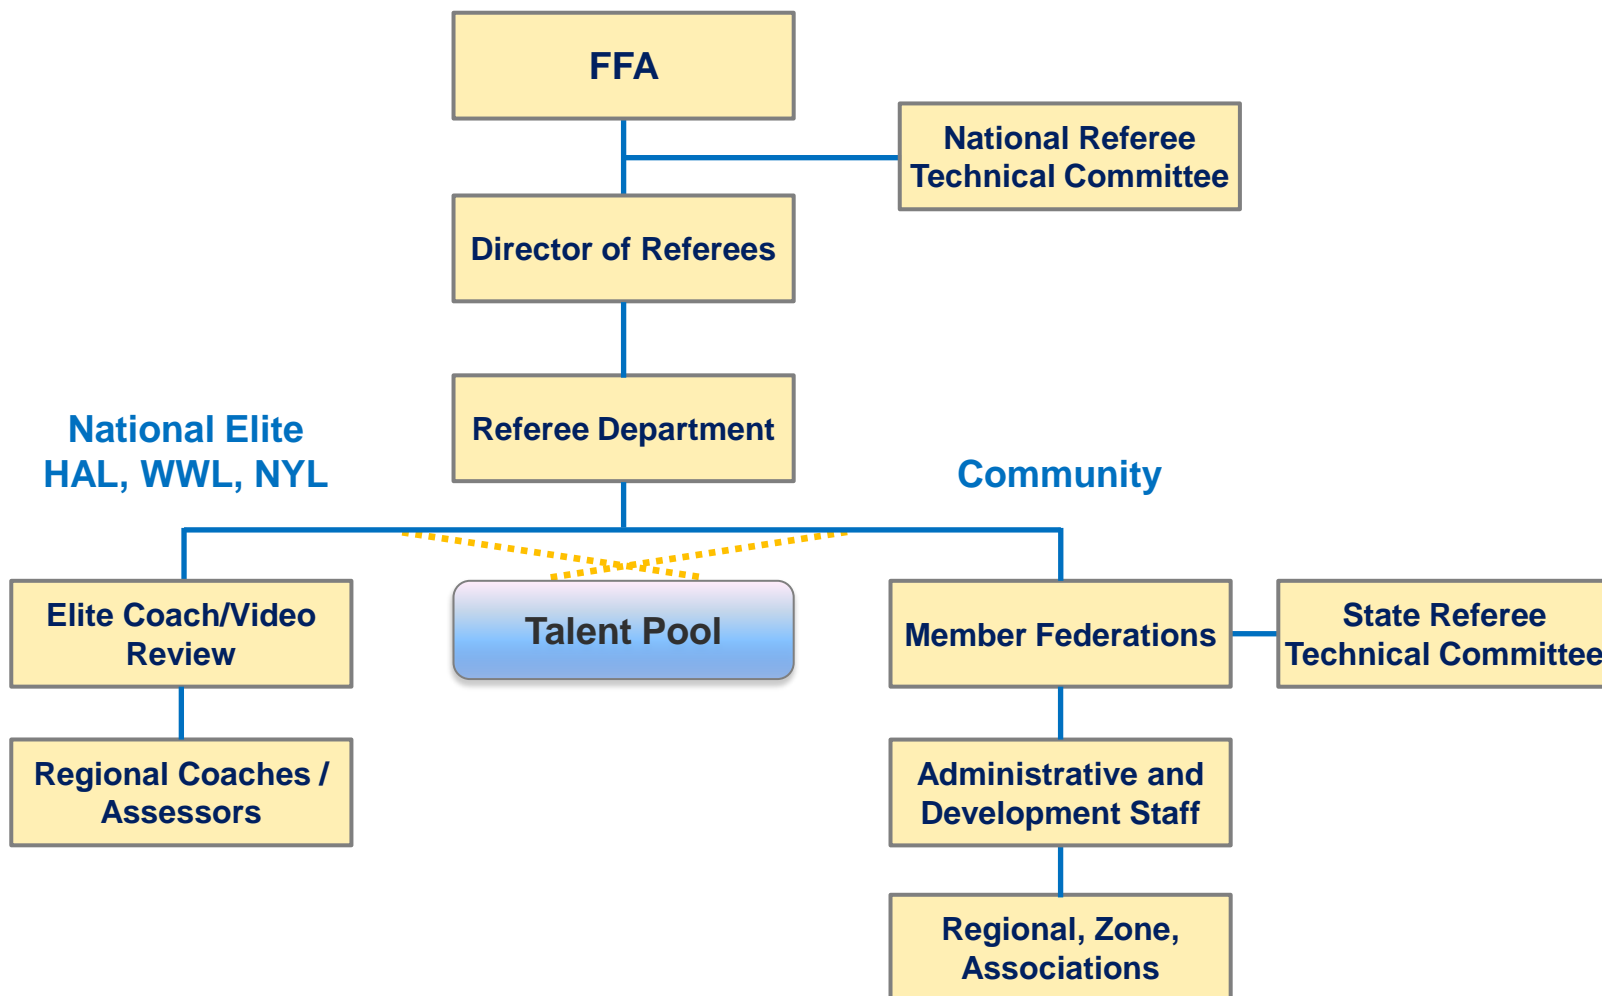 FFA
National Referee
Technical Committee
Director of Referees
Referee Department
National Elite
HAL, WWL, NYL
Community
Elite Coach/Video
Review
Talent Pool
Member Federations
State Referee
Technical Committee
Regional Coaches /
Assessors
Administrative and
Development Staff
Regional, Zone,
Associations